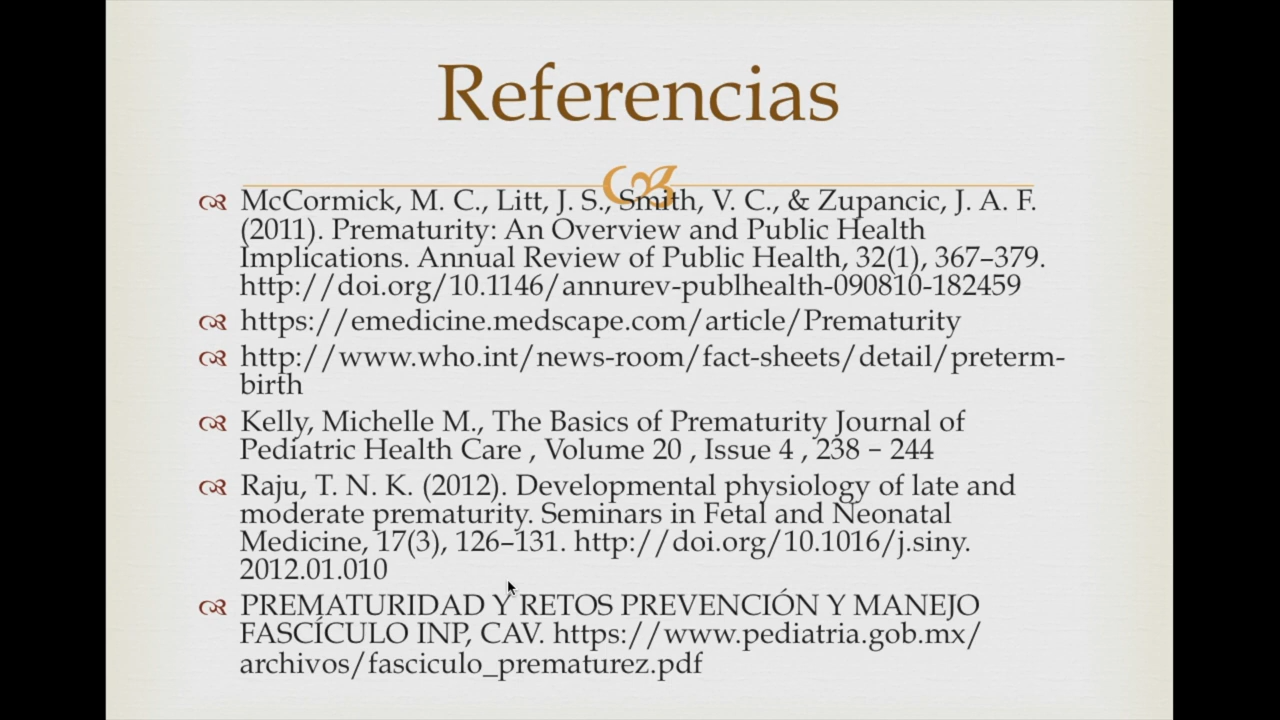 Referencias
McCormick, M. C., Litt, J. S., Smith, V. C., & Zupancic, J. A. F.
(2011). Prematurity: An Overview and Public Health
Implications. Annual Review of Public Health, 32(1), 367–379.
http://doi.org/10.1146/annurev-publhealth-090810-182459
https://emedicine.medscape.com/article/Prematurity
http://www.who.int/news-room/fact-sheets/detail/preterm-
birth
Kelly, Michelle M., The Basics of Prematurity Journal of
Pediatric Health Care , Volume 20 , Issue 4 , 238 – 244
Raju, T. N. K. (2012). Developmental physiology of late and
moderate prematurity. Seminars in Fetal and Neonatal
Medicine, 17(3), 126–131. http://doi.org/10.1016/j.siny.
2012.01.010
PREMATURIDAD Y RETOS PREVENCIÓN Y MANEJO
FASCÍCULO INP, CAV. https://www.pediatria.gob.mx/
archivos/fasciculo_prematurez.pdf